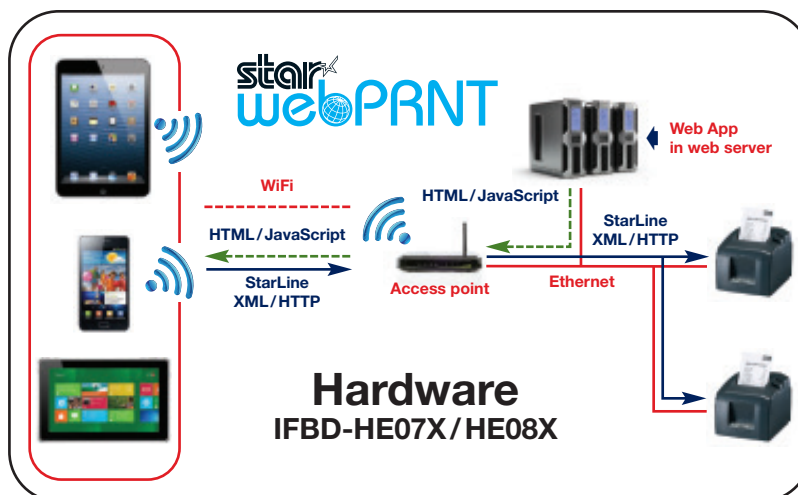 star
webPRNT
Web App
in web server
WiFi
HTML/JavaScript
HTML/JavaScript
StarLine
XML/HTTP
StarLine
XML/HTTP
Access point
Ethernet
Hardware
IFBD-HE07X/HE08X